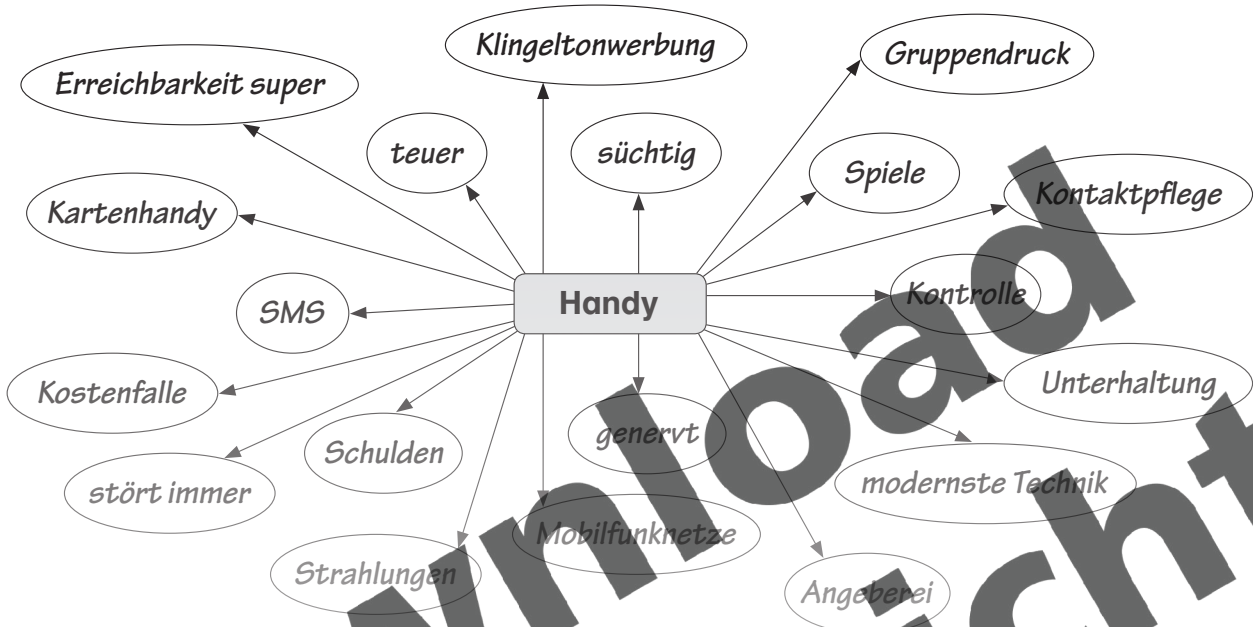 Klingeltonwerbung
Gruppendruck
Erreichbarkeit super
teuer
süchtig
Spiele
Kontaktpflege
Kartenhandy
Kontrolle
SMS
Handy
Unterhaltung
Kostenfalle
genervt
Schulden
modernste Technik
stört immer
Mobilfunknetze
Strahlungen
Angeberei